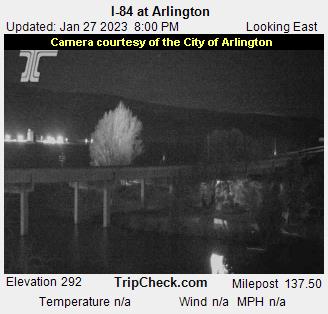 I-84 at Arlington
Updated: Jan 27 2023 8:00 PM Looking East
Camera courtesy of the City of Arlington
Elevation 292 TripCheck.com Milepost 137.50
Temperature n/a Wind n/a MPH n/a